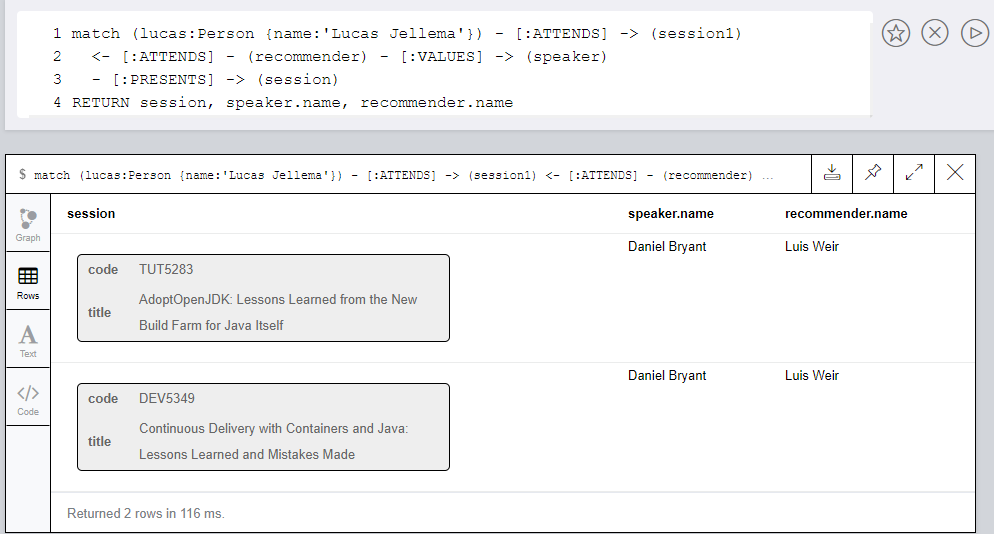 1 match (lucas:Person {name:'Lucas Jellema'}) - [:ATTENDS] -> (session1)
2 <- [:ATTENDS] - (recommender) - [:VALUES] -> (speaker)
3 - [:PRESENTS] -> (session)
4 RETURN session, speaker.name, recommender.name
$ match (lucas:Person {name:'Lucas Jellema'}) - [:ATTENDS] -> (session1) <- [:ATTENDS] - (recommender) ...
Graph
Rows
A
Text
</>
Code
session speaker.name recommender.name
Daniel Bryant Luis Weir
code TUT5283
title
AdoptOpenJDK: Lessons Learned from the New
Build Farm for Java Itself
Daniel Bryant Luis Weir
code DEV5349
title
Continuous Delivery with Containers and Java:
Lessons Learned and Mistakes Made
Returned 2 rows in 116 ms.